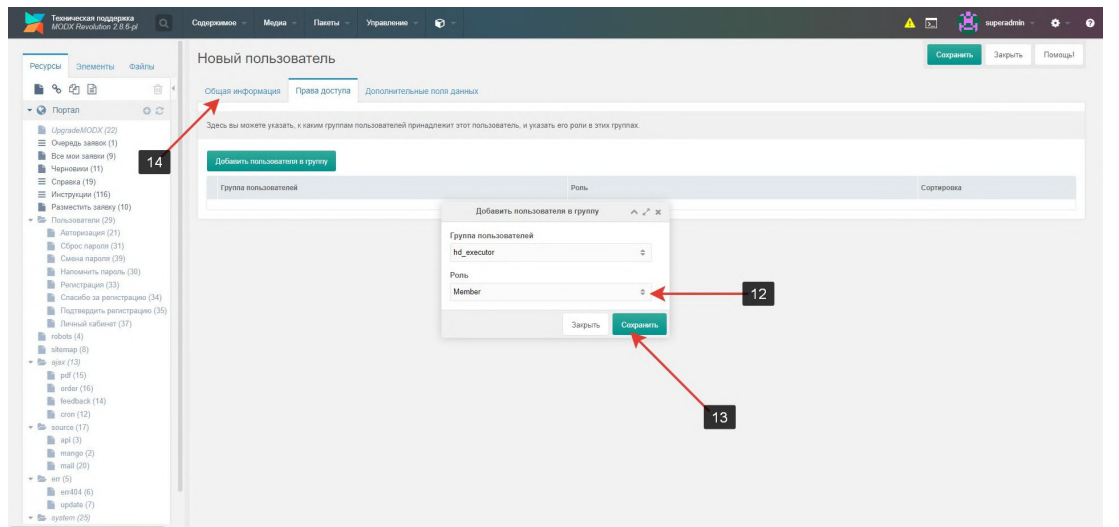 Техническая поддержка
MODX Revolution 2.8.6-pl
Содержимое Медиа Пакеты Управление
superadmin
Ресурсы Элементы Файлы
Портал
UpgradeMODX (22)
Очередь заявок (1)
Все мои заявки (9)
Черновики (11)
Справка (19)
Инструкции (116)
Разместить заявку (10)
Пользователи (29)
Авторизация (21)
Сброс пароля (31)
Смена пароля (39)
Напомнить пароль (30)
Регистрация (33)
Спасибо за регистрацию (34)
Подтвердить регистрацию (35)
Личный кабинет (37)
robots (4)
sitemap (8)
ajax (13)
pdf (15)
order (16)
feedback (14)
cron (12)
source (17)
api (3)
mango (2)
mail (20)
err (5)
err404 (6)
update (7)
system (25)
Новый пользователь
Сохранить Закрыть Помощь!
Общая информация Права доступа Дополнительные поля данных
Здесь вы можете указать, к каким группам пользователей принадлежит этот пользователь, и указать его роли в этих группах.
14
Добавить пользователя в группу
Группа пользователей Роль Сортировка
Добавить пользователя в группу
Группа пользователей
hd_executor
Роль
Member
12
Закрыть Сохранить
13